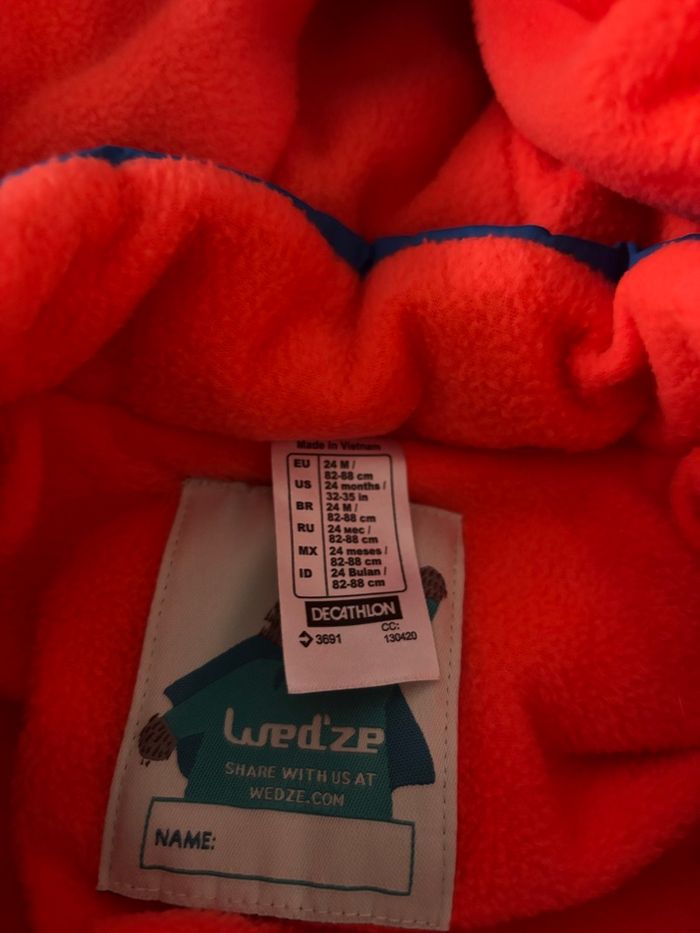 Made in Vietnam
EU 24 M /
82-88 cm
US 24 months /
32-35 in
BR 24 M /
82-88 cm
RU 24 мес /
82-88 cm
MX 24 meses /
82-88 cm
ID 24 Bulan /
82-88 cm
DECATHLON
3691 CC:
130420
Wed'ze
SHARE WITH US AT
WEDZE.COM
NAME: